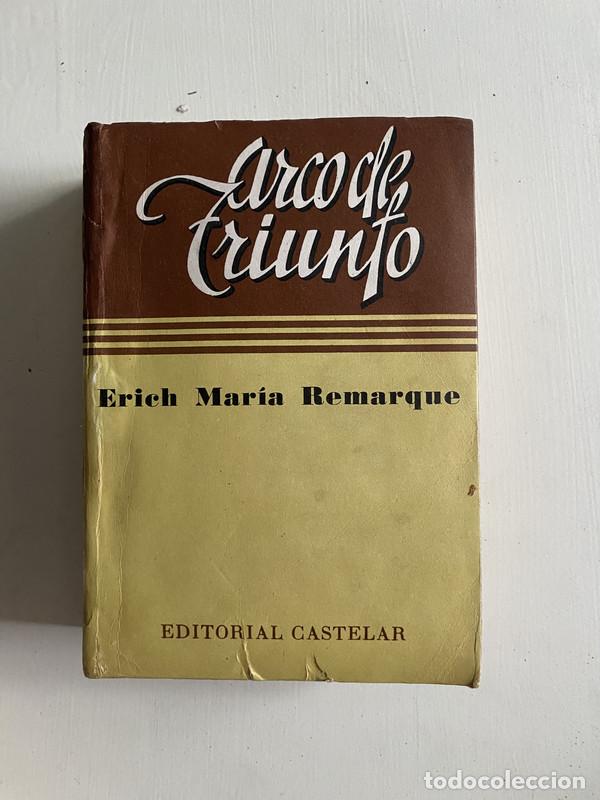 Arco de
Triunfo
Erich María Remarque
EDITORIAL CASTELAR
todocoleccion